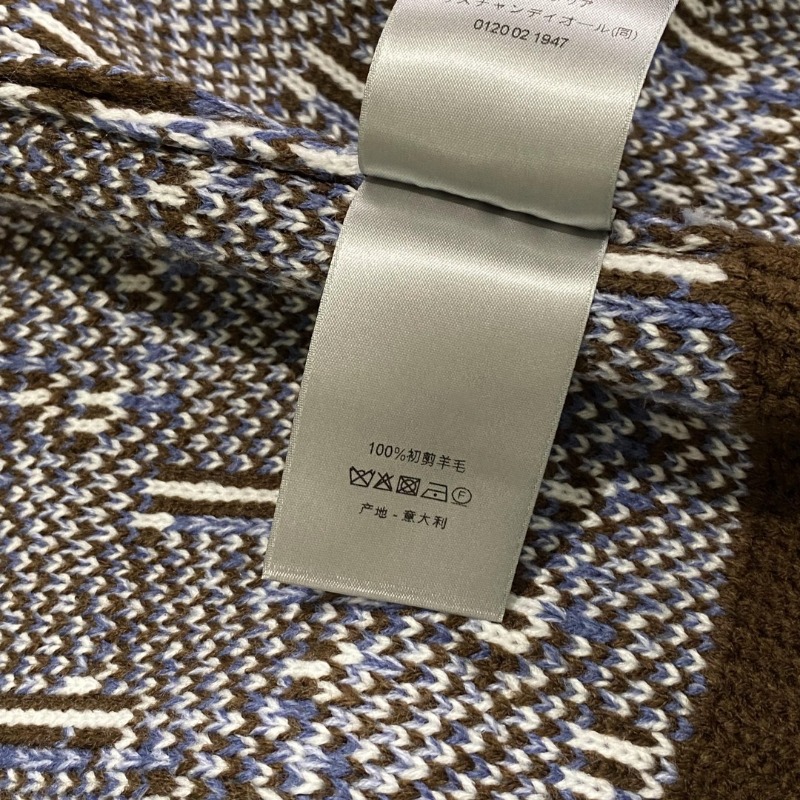 スチャンディオール(同)
0120 02 1947
100%初剪羊毛
F
产地 - 意大利